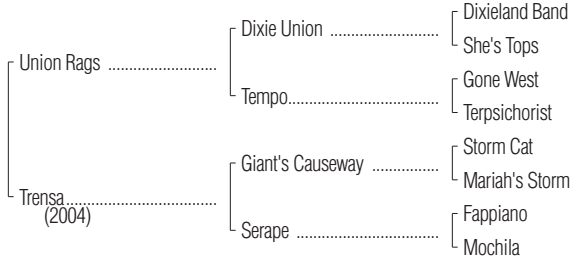 Dixieland Band
Dixie Union ........................
She's Tops
Union Rags ........................
Gone West
Tempo.................................
Terpsichorist
Storm Cat
Giant's Causeway ...............
Mariah's Storm
Trensa.................................
(2004)
Fappiano
Serape ................................
Mochila